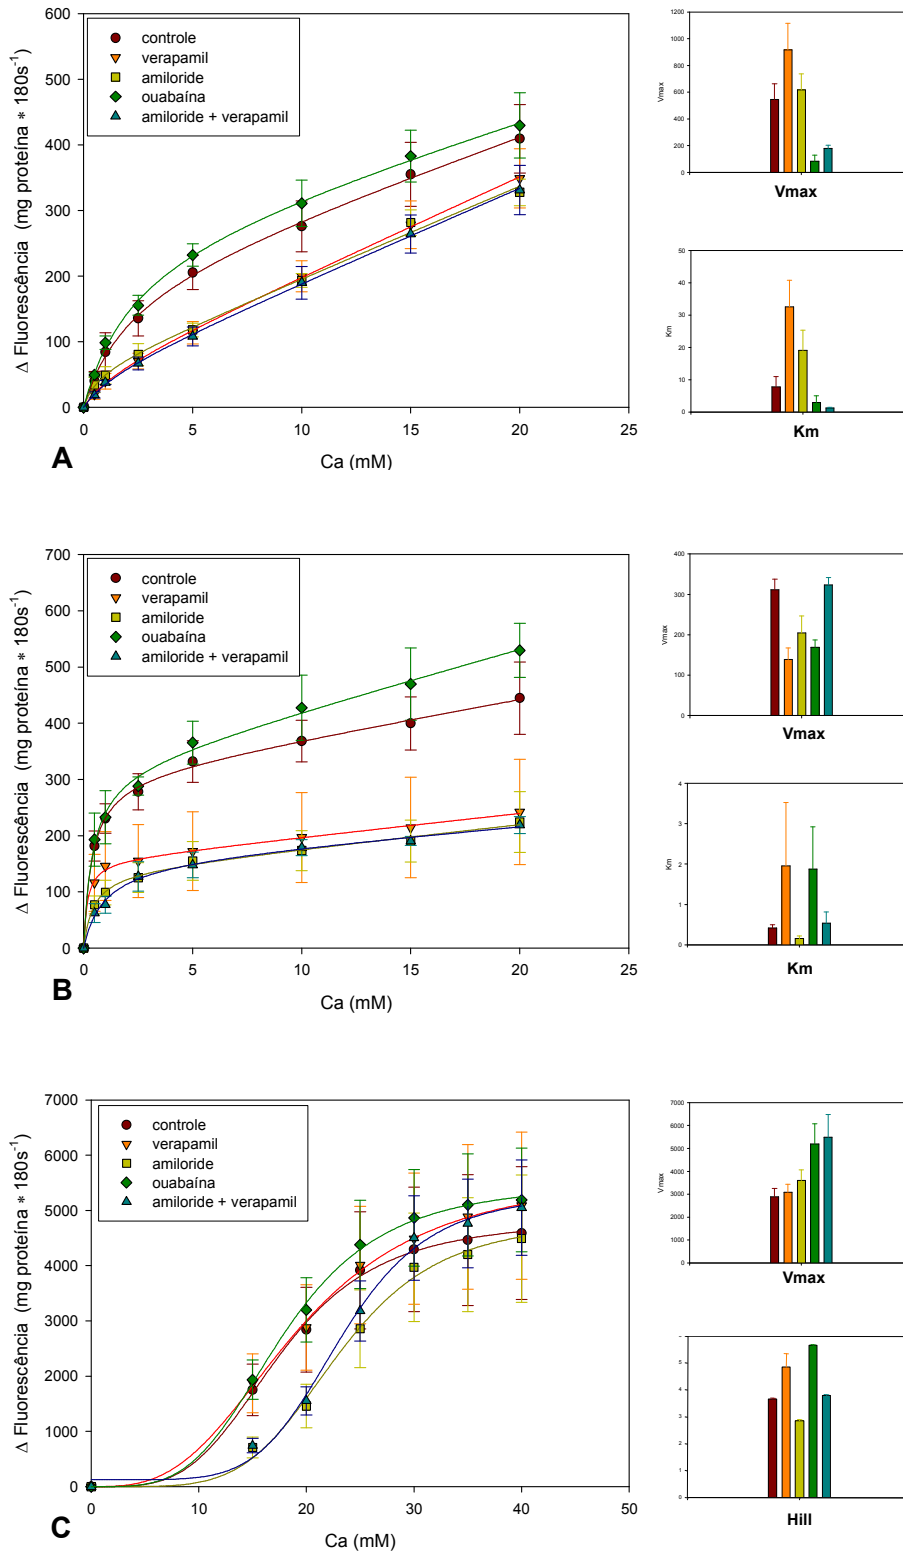 600
500
400
300
200
100
0
Δ Fluorescência (mg proteína * 180s⁻¹)
controle
verapamil
amiloride
ouabaína
amiloride + verapamil
0 5 10 15 20 25
Ca (mM)
A
1200
1000
800
600
400
200
0
Vmax
Vmax
50
40
30
20
10
0
Km
Km
700
600
500
400
300
200
100
0
Δ Fluorescência (mg proteína * 180s⁻¹)
controle
verapamil
amiloride
ouabaína
amiloride + verapamil
0 5 10 15 20 25
Ca (mM)
B
400
300
200
100
0
Vmax
Vmax
4
3
2
1
0
Km
Km
7000
6000
5000
4000
3000
2000
1000
0
Δ Fluorescência (mg proteína * 180s⁻¹)
controle
verapamil
amiloride
ouabaína
amiloride + verapamil
0 10 20 30 40 50
Ca (mM)
C
7000
6000
5000
4000
3000
2000
1000
0
Vmax
Vmax
5
4
3
2
1
0
Hill